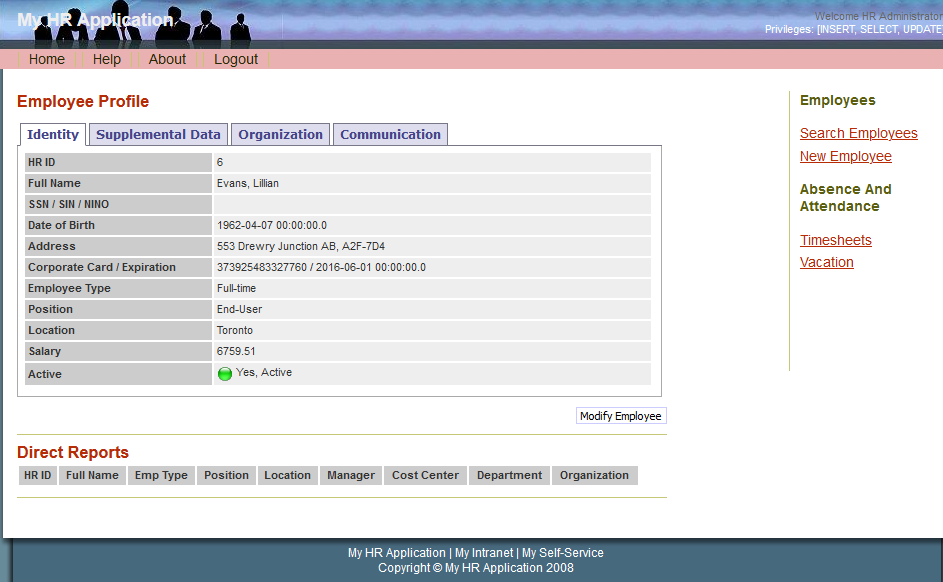 My HR Application
Welcome HR Administrator
Privileges: [INSERT, SELECT, UPDATE
Home Help About Logout
Employee Profile
Identity Supplemental Data Organization Communication
HR ID 6
Full Name Evans, Lillian
SSN / SIN / NINO
Date of Birth 1962-04-07 00:00:00.0
Address 553 Drewry Junction AB, A2F-7D4
Corporate Card / Expiration 373925483327760 / 2016-06-01 00:00:00.0
Employee Type Full-time
Position End-User
Location Toronto
Salary 6759.51
Active Yes, Active
Modify Employee
Direct Reports
HR ID Full Name Emp Type Position Location Manager Cost Center Department Organization
Employees
Search Employees
New Employee
Absence And
Attendance
Timesheets
Vacation
My HR Application | My Intranet | My Self-Service
Copyright © My HR Application 2008